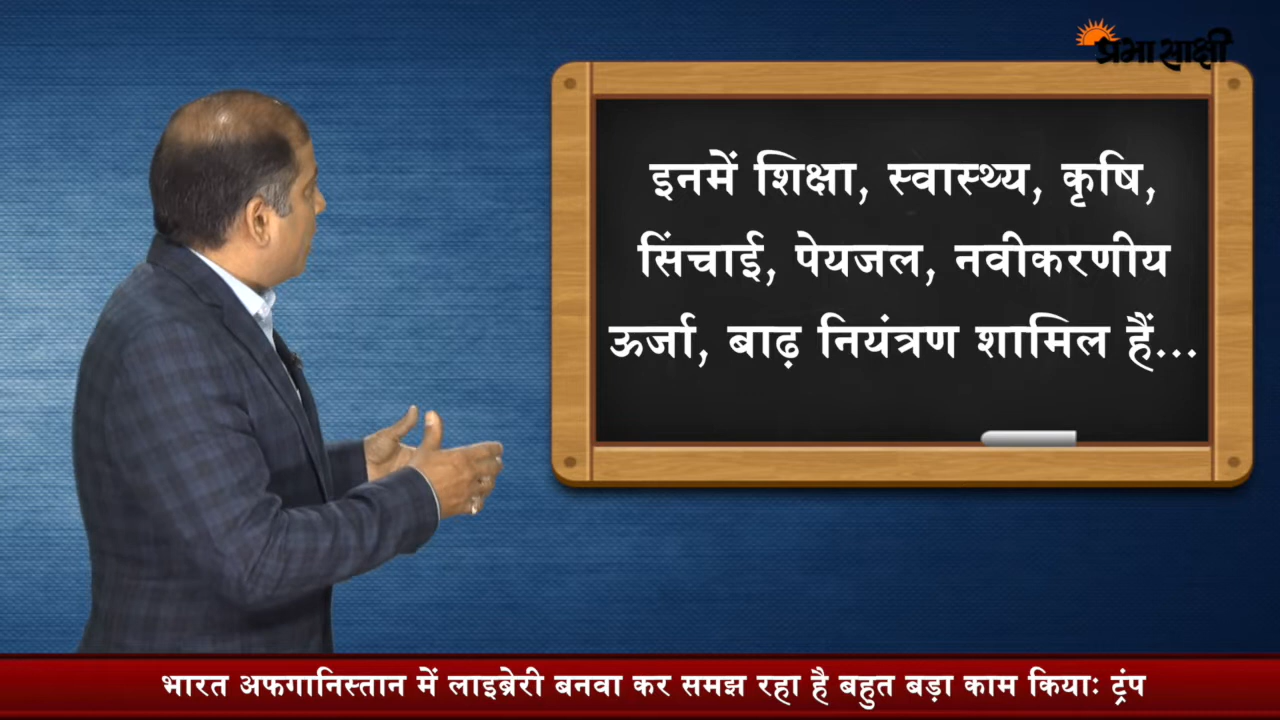 प्रभासाक्षी
इनमें शिक्षा, स्वास्थ्य, कृषि,
सिंचाई, पेयजल, नवीकरणीय
ऊर्जा, बाढ़ नियंत्रण शामिल हैं...
भारत अफगानिस्तान में लाइब्रेरी बनवा कर समझ रहा है बहुत बड़ा काम कियाः ट्रंप